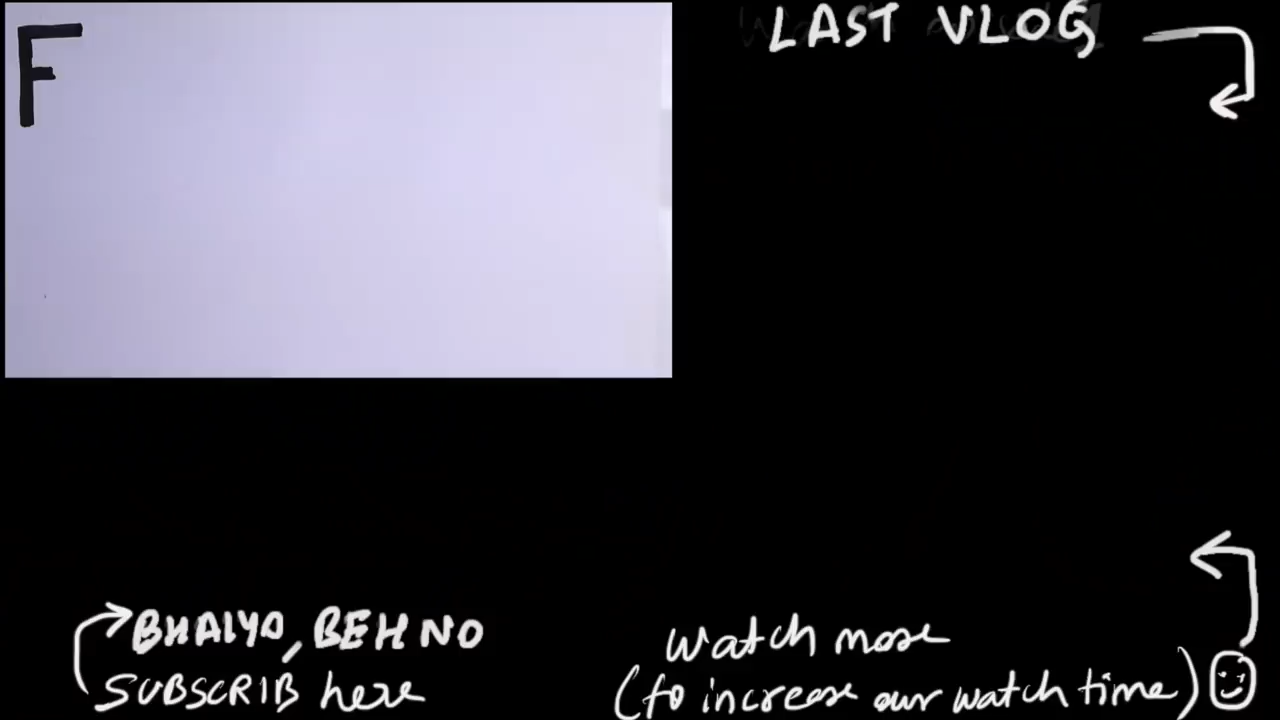 F
LAST VLOG
BHAIYO, BEHNO
SUBSCRIB here
watch more
(to increase our watch time)